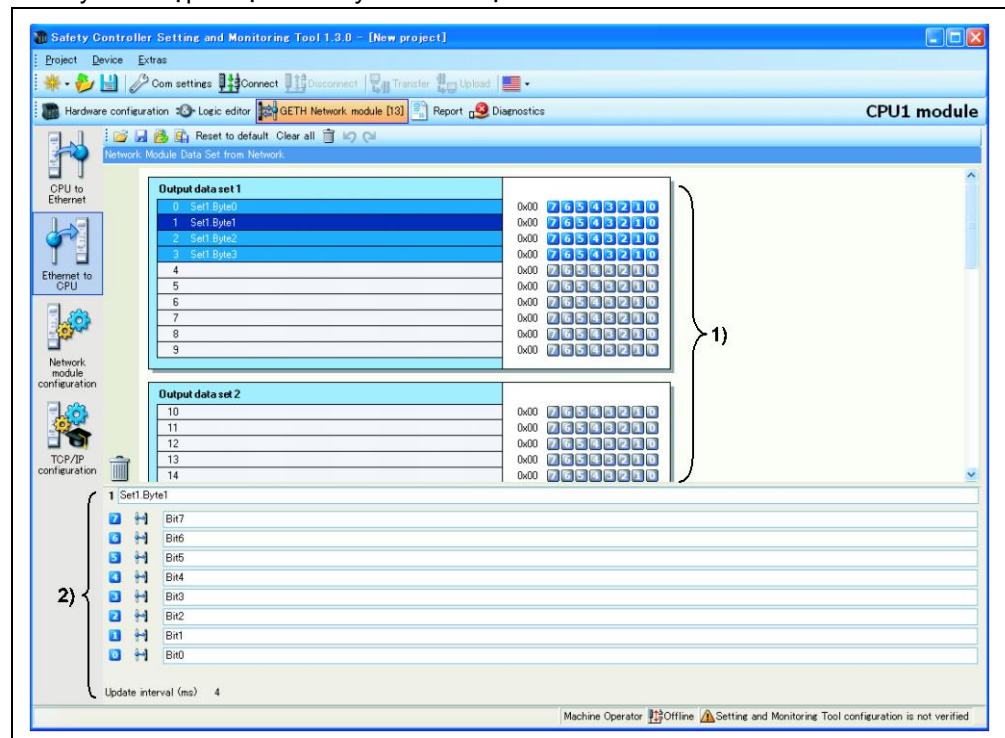 Safety Controller Setting and Monitoring Tool 1.3.0 - [New project]
Project Device Extras
Com settings Connect Disconnect Transfer Upload
Hardware configuration Logic editor GETH Network module [13] Report Diagnostics CPU1 module
Reset to default Clear all
Network Module Data Set from Network
CPU to
Ethernet
Ethernet to
CPU
Network
module
configuration
TCP/IP
configuration
Output data set 1
0 Set1.Byte0 0x00 7 6 5 4 3 2 1 0
1 Set1.Byte1 0x00 7 6 5 4 3 2 1 0
2 Set1.Byte2 0x00 7 6 5 4 3 2 1 0
3 Set1.Byte3 0x00 7 6 5 4 3 2 1 0
4 0x00 7 6 5 4 3 2 1 0
5 0x00 7 6 5 4 3 2 1 0
6 0x00 7 6 5 4 3 2 1 0
7 0x00 7 6 5 4 3 2 1 0
8 0x00 7 6 5 4 3 2 1 0
9 0x00 7 6 5 4 3 2 1 0
1)
Output data set 2
10 0x00 7 6 5 4 3 2 1 0
11 0x00 7 6 5 4 3 2 1 0
12 0x00 7 6 5 4 3 2 1 0
13 0x00 7 6 5 4 3 2 1 0
14 0x00 7 6 5 4 3 2 1 0
1 Set1.Byte1
7 Bit7
6 Bit6
5 Bit5
4 Bit4
3 Bit3
2 Bit2
1 Bit1
0 Bit0
2)
Update interval (ms) 4
Machine Operator Offline Setting and Monitoring Tool configuration is not verified